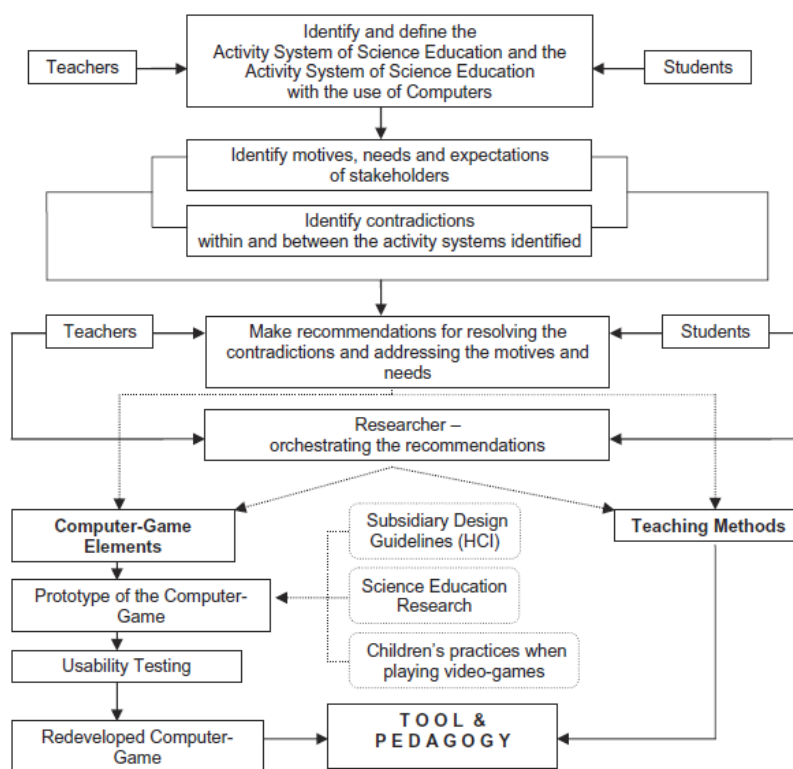 Identify and define the
Activity System of Science Education and the
Activity System of Science Education
with the use of Computers
Teachers
Students
Identify motives, needs and expectations
of stakeholders
Identify contradictions
within and between the activity systems identified
Teachers
Make recommendations for resolving the
contradictions and addressing the motives and
needs
Students
Researcher –
orchestrating the recommendations
Computer-Game
Elements
Subsidiary Design
Guidelines (HCI)
Teaching Methods
Prototype of the Computer-
Game
Science Education
Research
Usability Testing
Children's practices when
playing video-games
Redeveloped Computer-
Game
TOOL &
PEDAGOGY